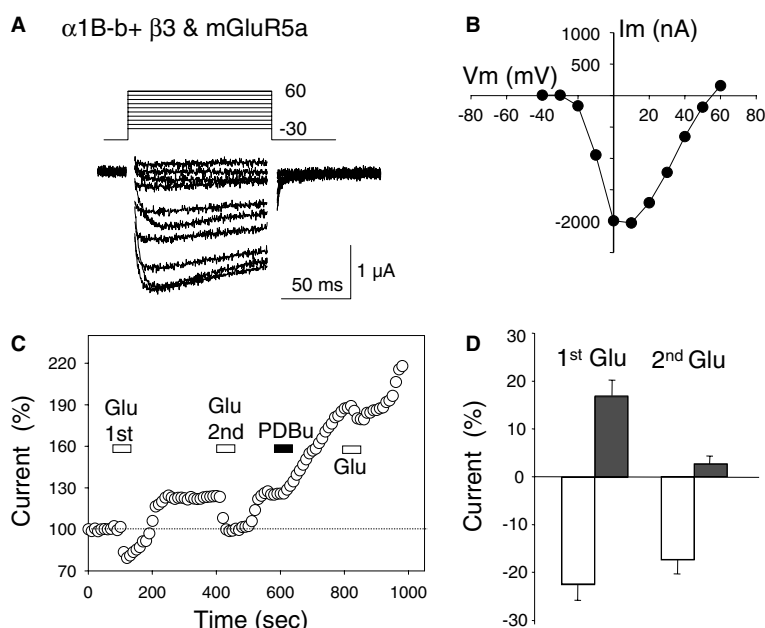 A α1B-b+ β3 & mGluR5a
60
-30
1 µA
50 ms
B
Im (nA)
1000
500
Vm (mV)
-80 -60 -40 0 20 40 60 80
-2000
C
Current (%)
220
190
160
130
100
70
Glu 1st
Glu 2nd
PDBu
Glu
0 200 400 600 800 1000
Time (sec)
D
Current (%)
30
20
10
0
-10
-20
-30
1st Glu
2nd Glu